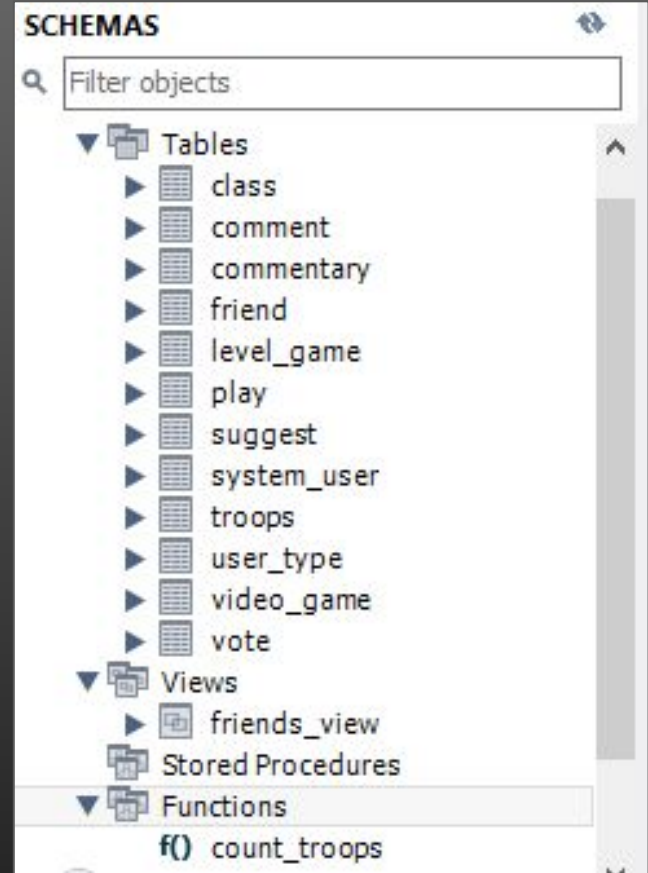 SCHEMAS
Filter objects
Tables
class
comment
commentary
friend
level_game
play
suggest
system_user
troops
user_type
video_game
vote
Views
friends_view
Stored Procedures
Functions
f() count_troops